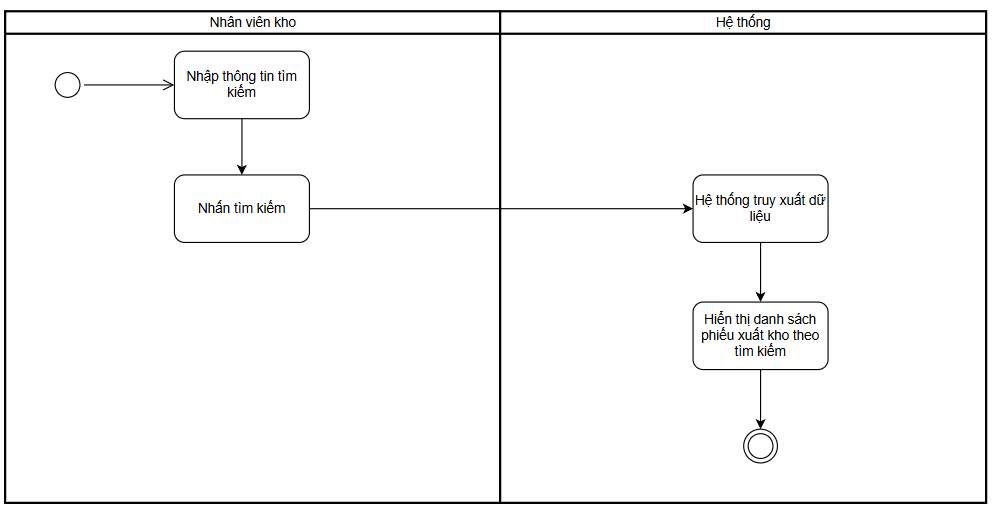 Nhân viên kho
Hệ thống
Nhập thông tin tìm
kiếm
Nhấn tìm kiếm
Hệ thống truy xuất dữ
liệu
Hiển thị danh sách
phiếu xuất kho theo
tìm kiếm